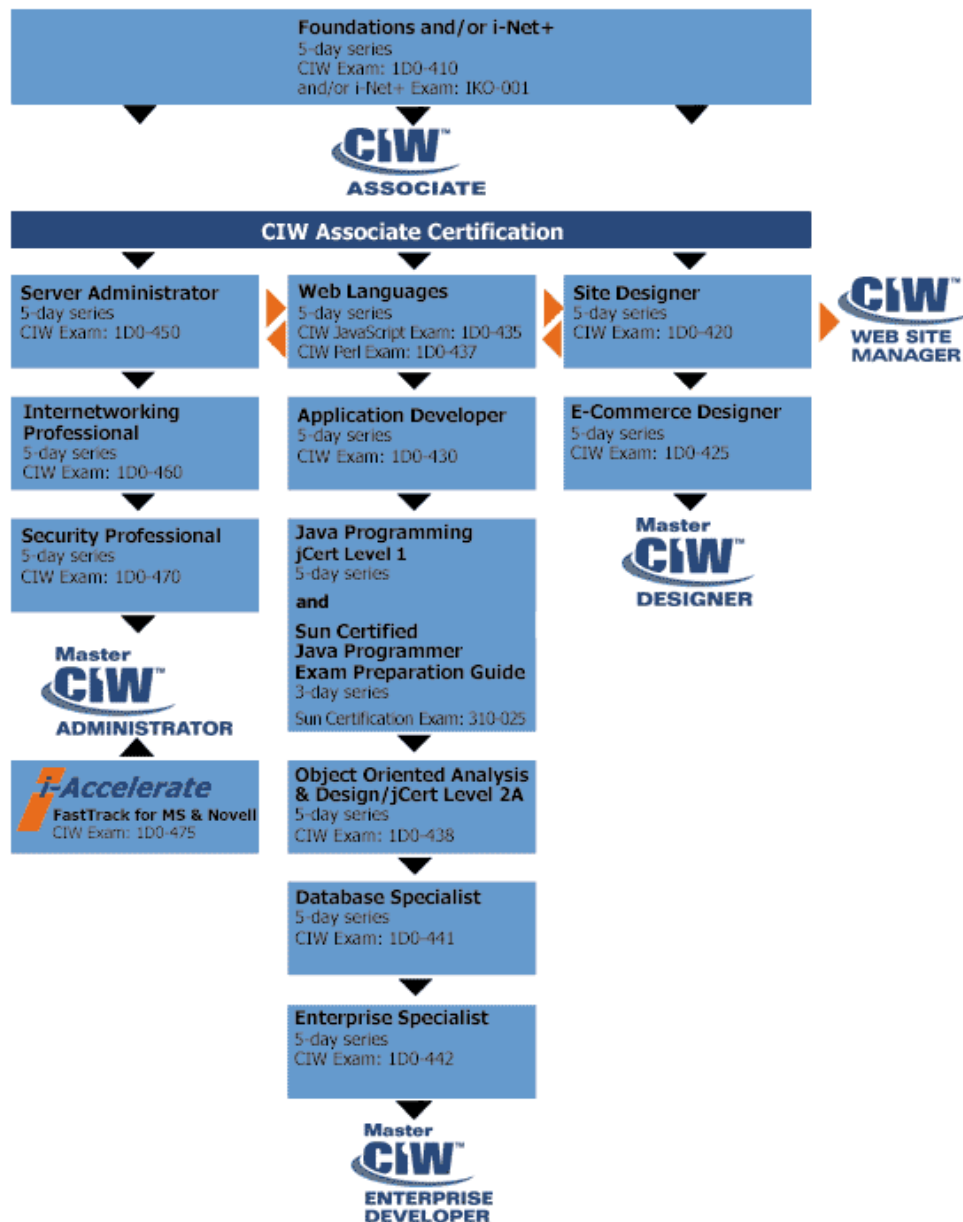 Foundations and/or i-Net+
5-day series
CIW Exam: 1D0-410
and/or i-Net+ Exam: IKO-001
CIW™
ASSOCIATE
CIW Associate Certification
Server Administrator
5-day series
CIW Exam: 1D0-450
Web Languages
5-day series
CIW JavaScript Exam: 1D0-435
CIW Perl Exam: 1D0-437
Site Designer
5-day series
CIW Exam: 1D0-420
CIW™
WEB SITE
MANAGER
Internetworking
Professional
5-day series
CIW Exam: 1D0-460
Application Developer
5-day series
CIW Exam: 1D0-430
E-Commerce Designer
5-day series
CIW Exam: 1D0-425
Security Professional
5-day series
CIW Exam: 1D0-470
Java Programming
jCert Level 1
5-day series
and
Sun Certified
Java Programmer
Exam Preparation Guide
3-day series
Sun Certification Exam: 310-025
Master
CIW™
DESIGNER
Master
CIW™
ADMINISTRATOR
i-Accelerate
FastTrack for MS & Novell
CIW Exam: 1D0-475
Object Oriented Analysis
& Design/jCert Level 2A
5-day series
CIW Exam: 1D0-438
Database Specialist
5-day series
CIW Exam: 1D0-441
Enterprise Specialist
5-day series
CIW Exam: 1D0-442
Master
CIW™
ENTERPRISE
DEVELOPER